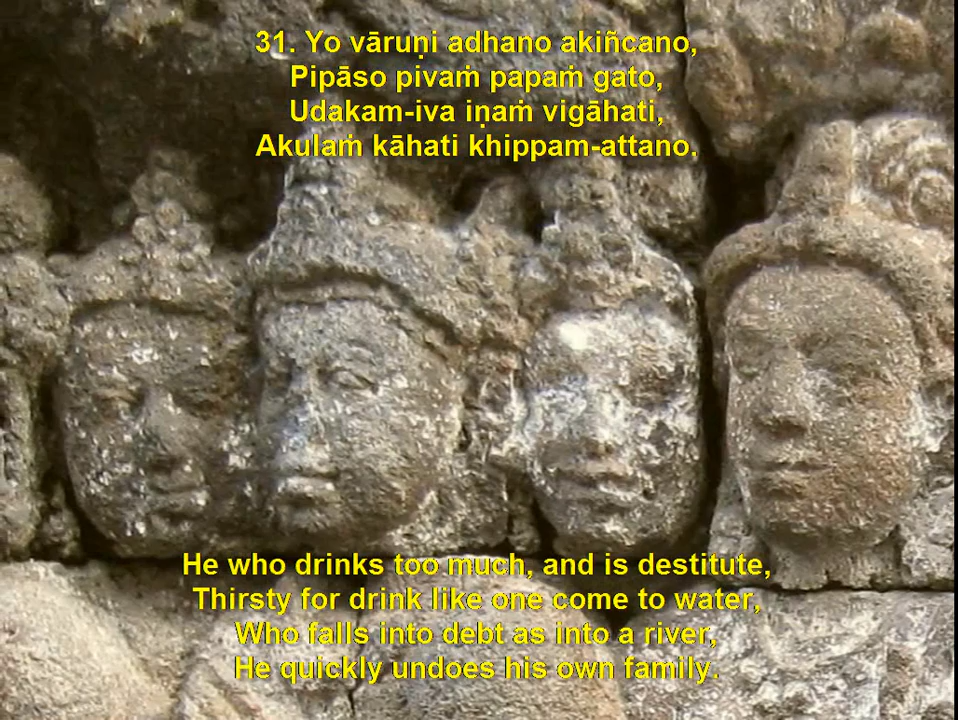 31. Yo vāruṇi adhano akiñcano,
Pipāso pivaṁ papaṁ gato,
Udakam-iva iṇaṁ vigāhati,
Akulaṁ kāhati khippam-attano.
He who drinks too much, and is destitute,
Thirsty for drink like one come to water,
Who falls into debt as into a river,
He quickly undoes his own family.